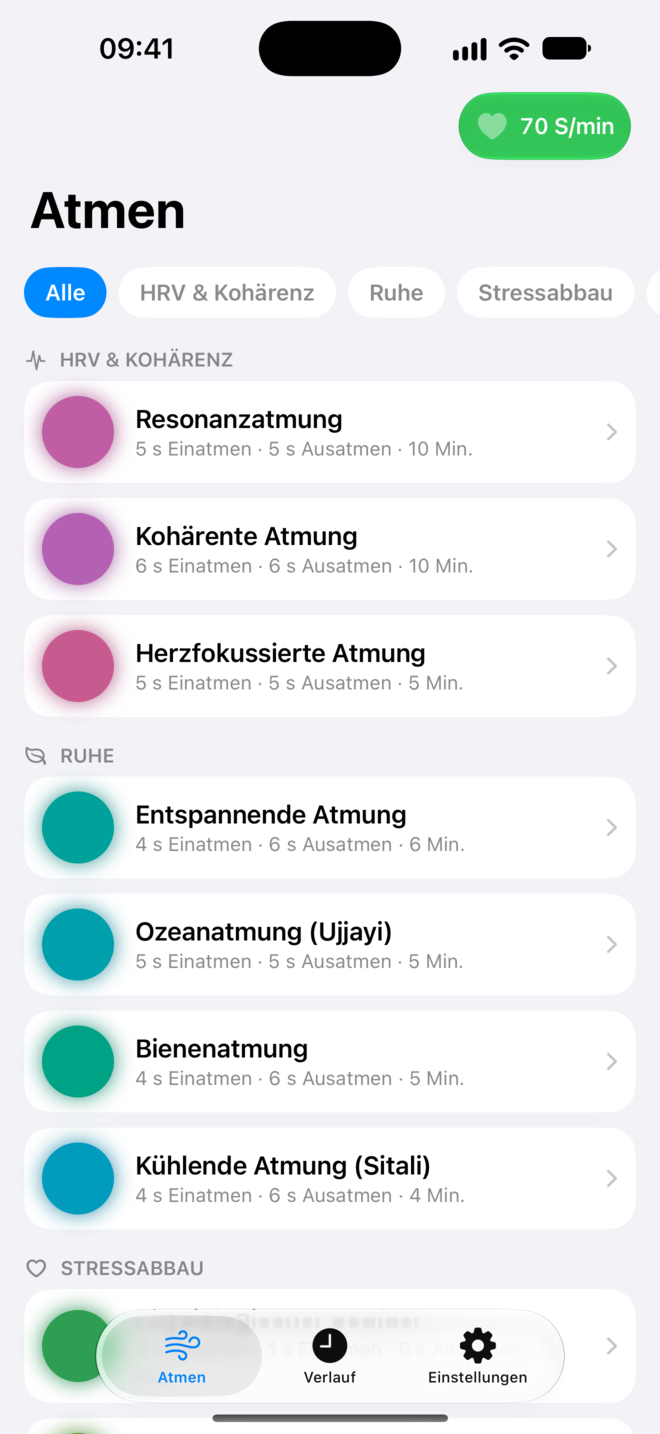 09:41
70 S/min
Atmen
Alle
HRV & Kohärenz
Ruhe
Stressabbau
HRV & KOHÄRENZ
Resonanzatmung
5 s Einatmen · 5 s Ausatmen · 10 Min.
Kohärente Atmung
6 s Einatmen · 6 s Ausatmen · 10 Min.
Herzfokussierte Atmung
5 s Einatmen · 5 s Ausatmen · 5 Min.
RUHE
Entspannende Atmung
4 s Einatmen · 6 s Ausatmen · 6 Min.
Ozeanatmung (Ujjayi)
5 s Einatmen · 5 s Ausatmen · 5 Min.
Bienenatmung
4 s Einatmen · 6 s Ausatmen · 5 Min.
Kühlende Atmung (Sitali)
4 s Einatmen · 6 s Ausatmen · 4 Min.
STRESSABBAU
Atmen
Verlauf
Einstellungen